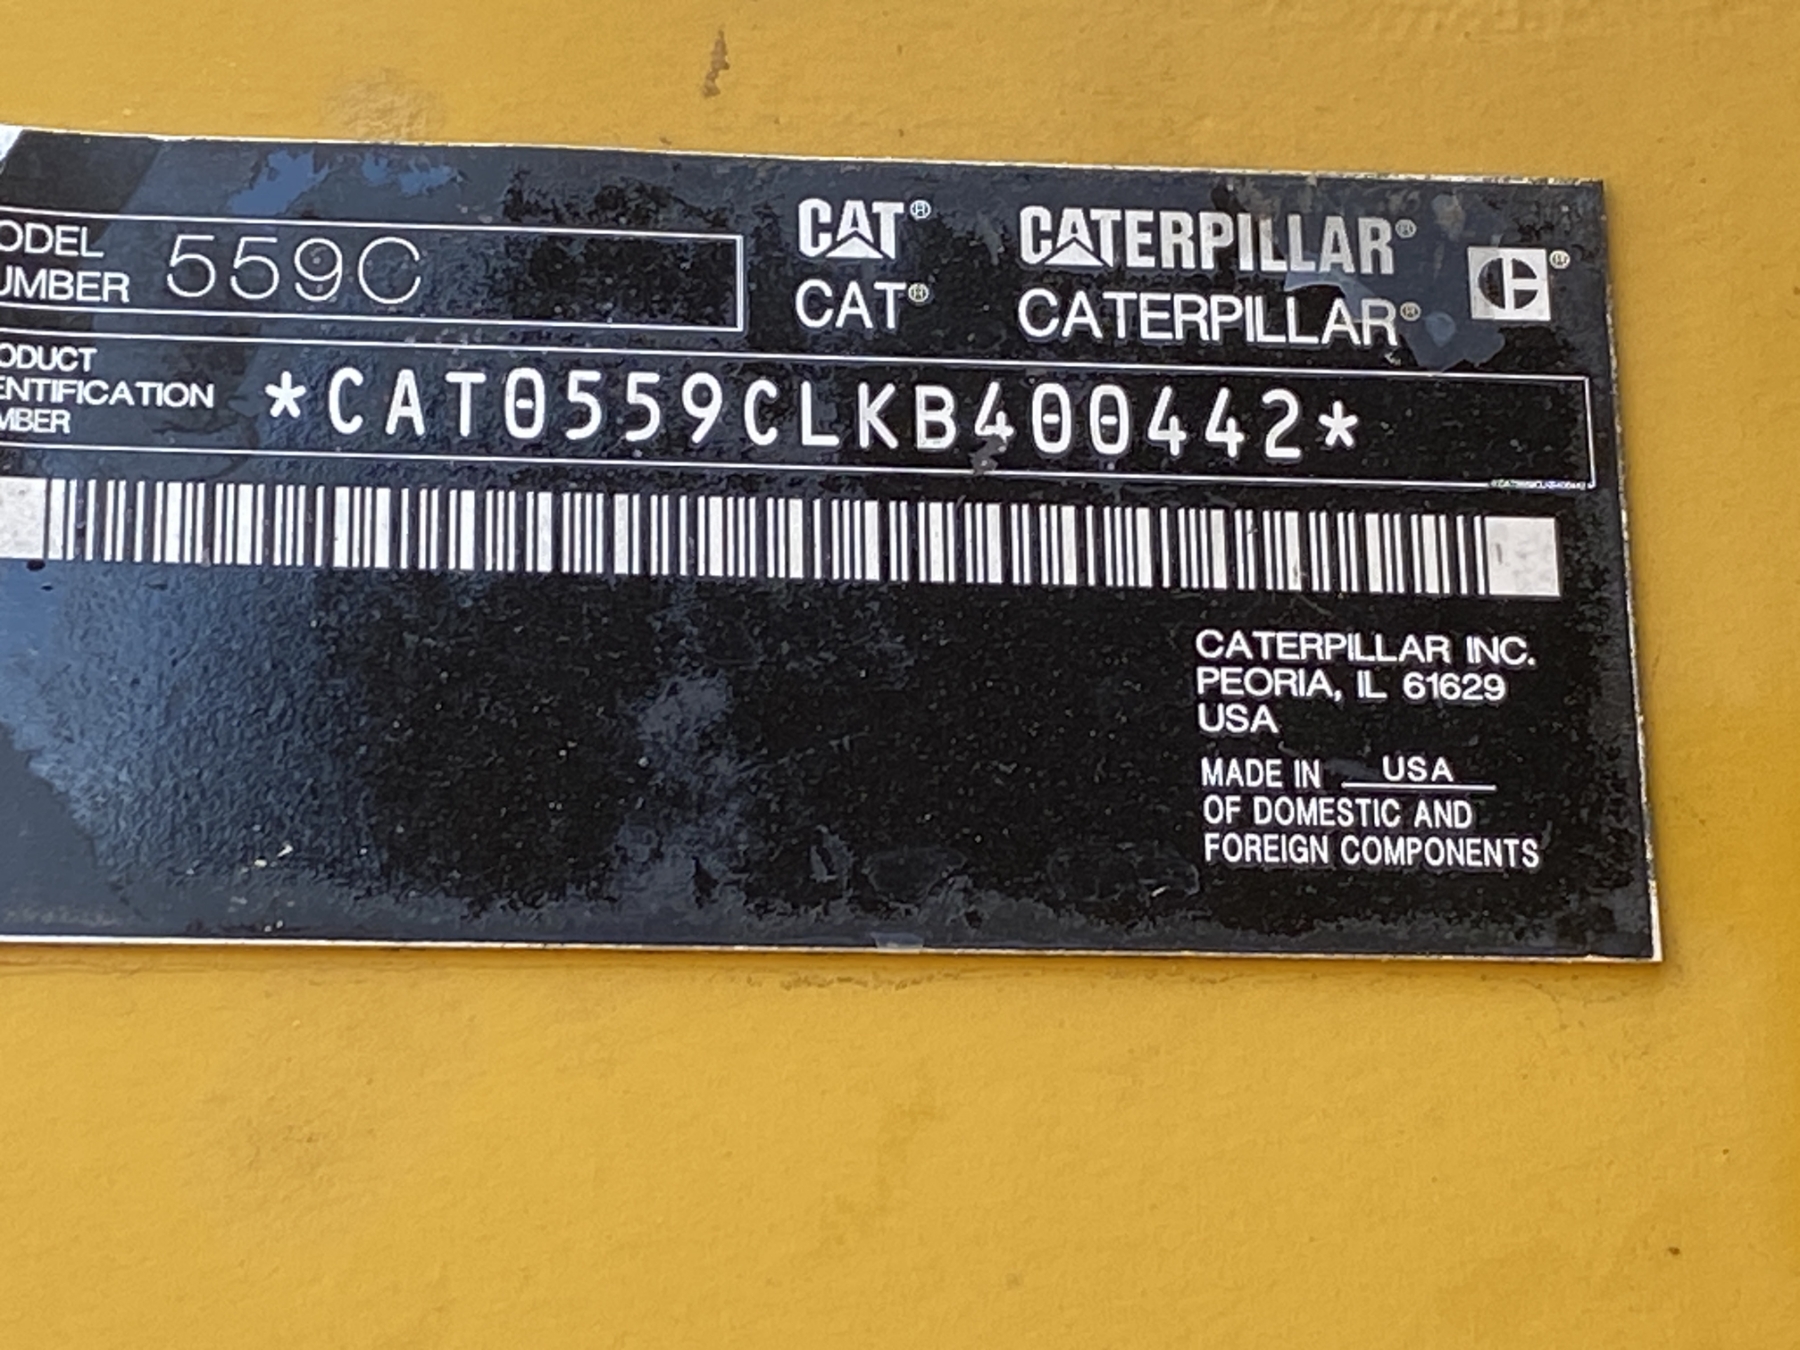 ODEL
UMBER 559C
CAT® CATERPILLAR®
CAT® CATERPILLAR®
ODUCT
ENTIFICATION
MBER
*CAT0559CLKB400442*
CATERPILLAR INC.
PEORIA, IL 61629
USA
MADE IN USA
OF DOMESTIC AND
FOREIGN COMPONENTS